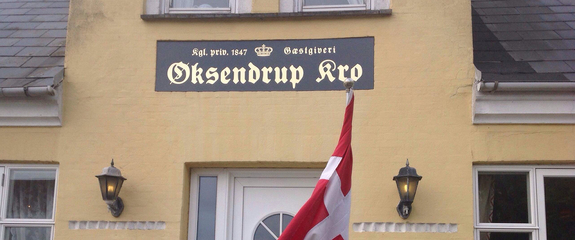 Kgl. priv. 1847 Gæstgiveri
Øksendrup Kro